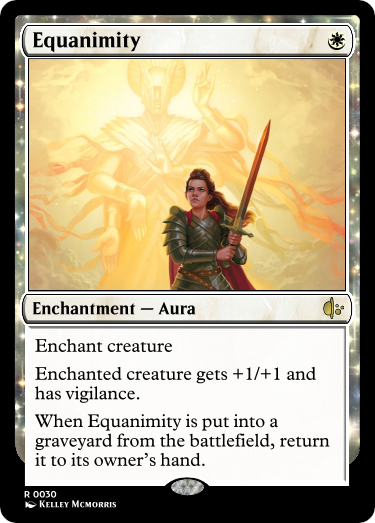 Equanimity
Enchantment — Aura
Enchant creature
Enchanted creature gets +1/+1 and
has vigilance.
When Equanimity is put into a
graveyard from the battlefield, return
it to its owner's hand.
R 0030
Kelley McMorris